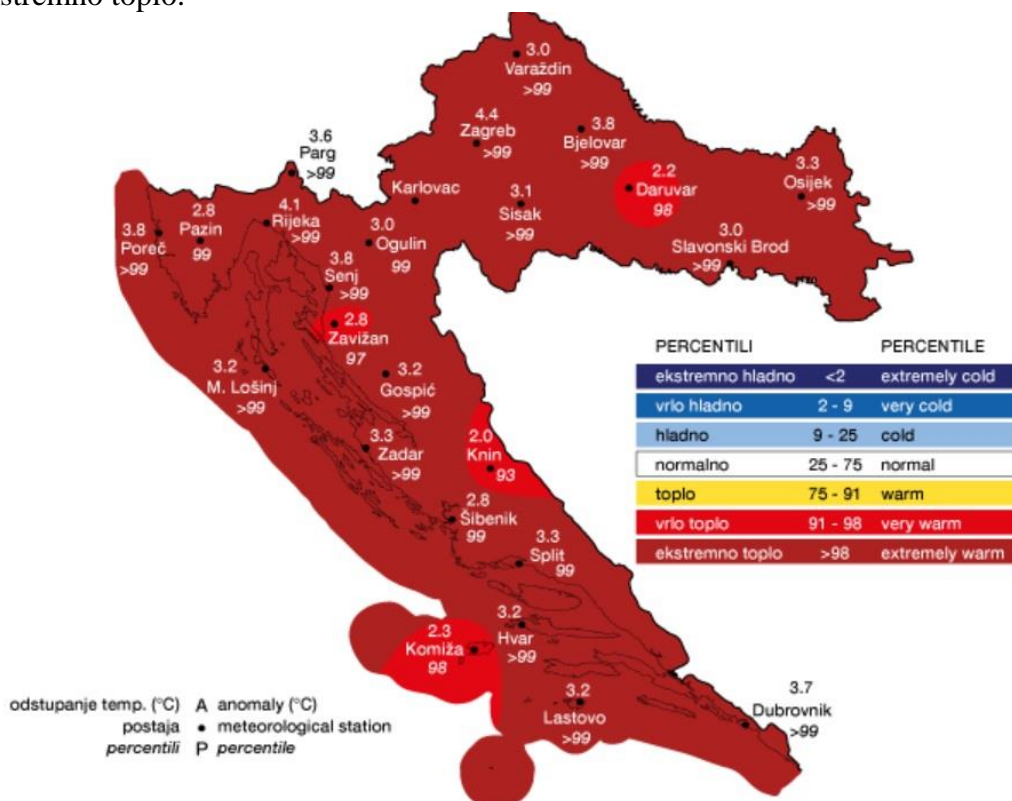 stremno toplo.
3.0
Varaždin
>99
4.4
Zagreb
>99
3.8
Bjelovar
>99
3.6
Parg
>99
2.2
Daruvar
98
3.3
Osijek
>99
Karlovac
3.1
Sisak
>99
4.1
Rijeka
>99
2.8
Pazin
99
3.8
Poreč
>99
3.0
Ogulin
99
3.0
Slavonski Brod
>99
3.8
Senj
>99
2.8
Zavižan
97
3.2
M. Lošinj
>99
3.2
Gospić
>99
PERCENTILI PERCENTILE
ekstremno hladno <2 extremely cold
vrlo hladno 2 - 9 very cold
hladno 9 - 25 cold
normalno 25 - 75 normal
toplo 75 - 91 warm
vrlo toplo 91 - 98 very warm
ekstremno toplo >98 extremely warm
3.3
Zadar
>99
2.0
Knin
93
2.8
Šibenik
99
3.3
Split
99
3.2
Hvar
>99
2.3
Komiža
98
3.2
Lastovo
>99
3.7
Dubrovnik
>99
odstupanje temp. (°C) A anomaly (°C)
postaja • meteorological station
percentili P percentile